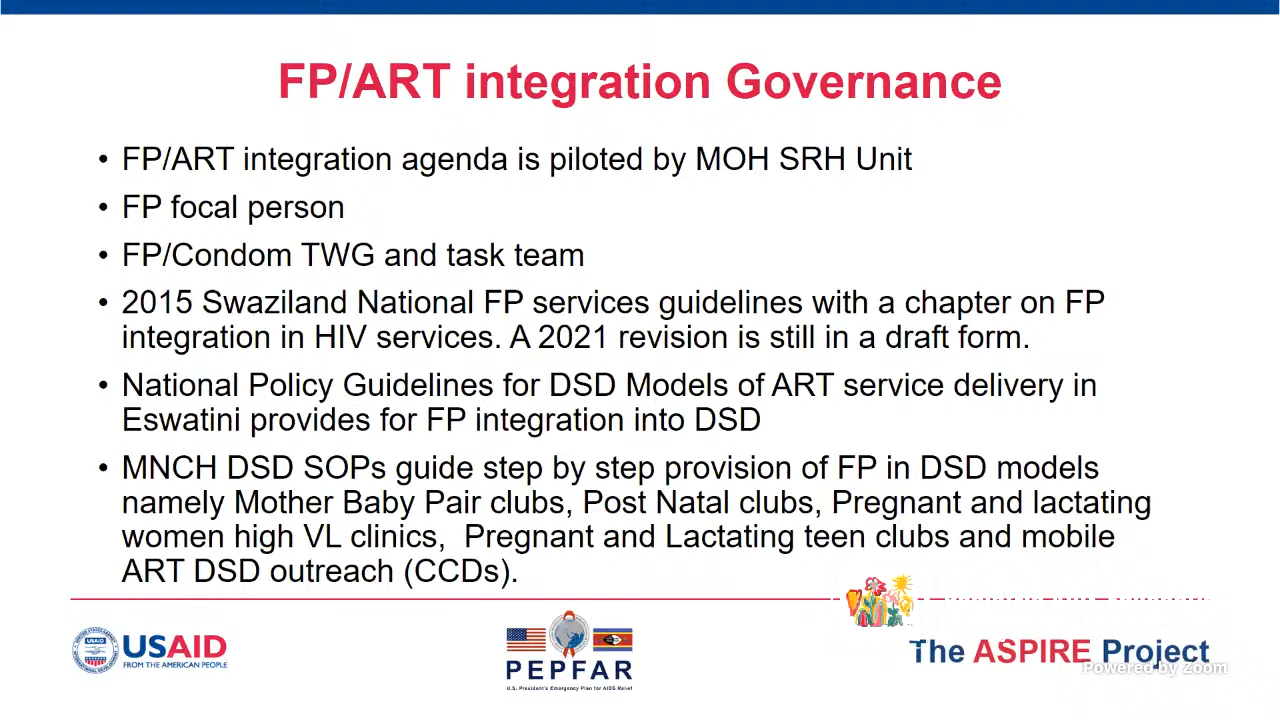 FP/ART integration Governance
• FP/ART integration agenda is piloted by MOH SRH Unit
• FP focal person
• FP/Condom TWG and task team
• 2015 Swaziland National FP services guidelines with a chapter on FP
integration in HIV services. A 2021 revision is still in a draft form.
• National Policy Guidelines for DSD Models of ART service delivery in
Eswatini provides for FP integration into DSD
• MNCH DSD SOPs guide step by step provision of FP in DSD models
namely Mother Baby Pair clubs, Post Natal clubs, Pregnant and lactating
women high VL clinics,  Pregnant and Lactating teen clubs and mobile
ART DSD outreach (CCDs).
USAID
FROM THE AMERICAN PEOPLE
PEPFAR
U.S. President's Emergency Plan for AIDS Relief
The ASPIRE Project
Powered by Zoom